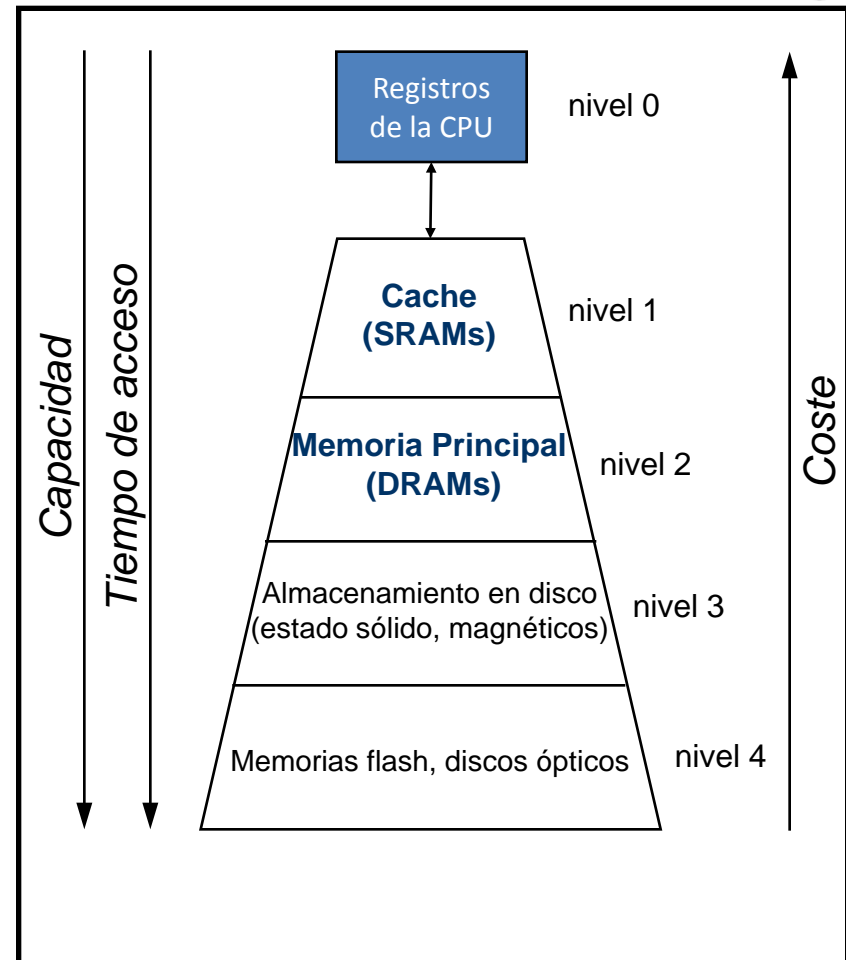 Registros
de la CPU
nivel 0
Cache
(SRAMs)
nivel 1
Memoria Principal
(DRAMs)
nivel 2
Almacenamiento en disco
(estado sólido, magnéticos)
nivel 3
Memorias flash, discos ópticos
nivel 4
Capacidad
Tiempo de acceso
Coste